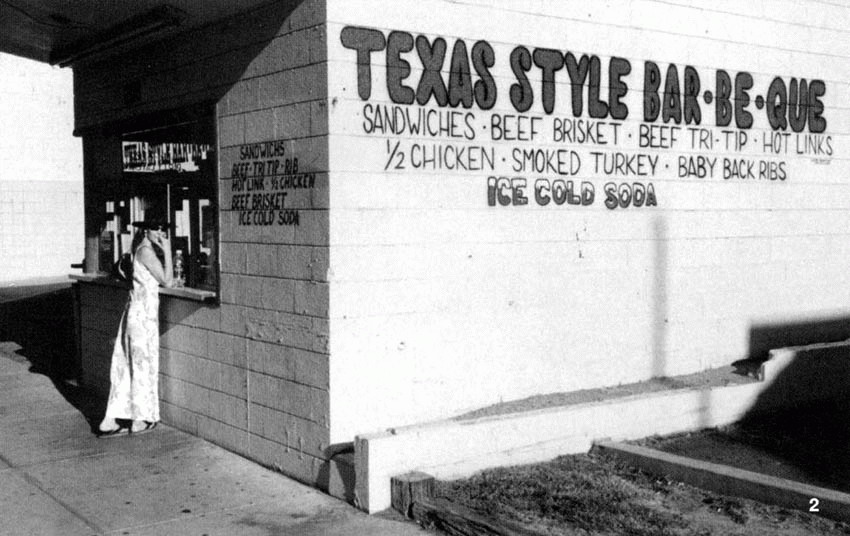 TEXAS STYLE BAR·BE·QUE
SANDWICHES · BEEF BRISKET · BEEF TRI-TIP · HOT LINKS
1/2 CHICKEN · SMOKED TURKEY · BABY BACK RIBS
ICE COLD SODA
SANDWICHS
BEEF · TRI-TIP · RIB
HOT LINK · 1/2 CHICKEN
BEEF BRISKET
ICE COLD SODA
TEXAS STYLE
2